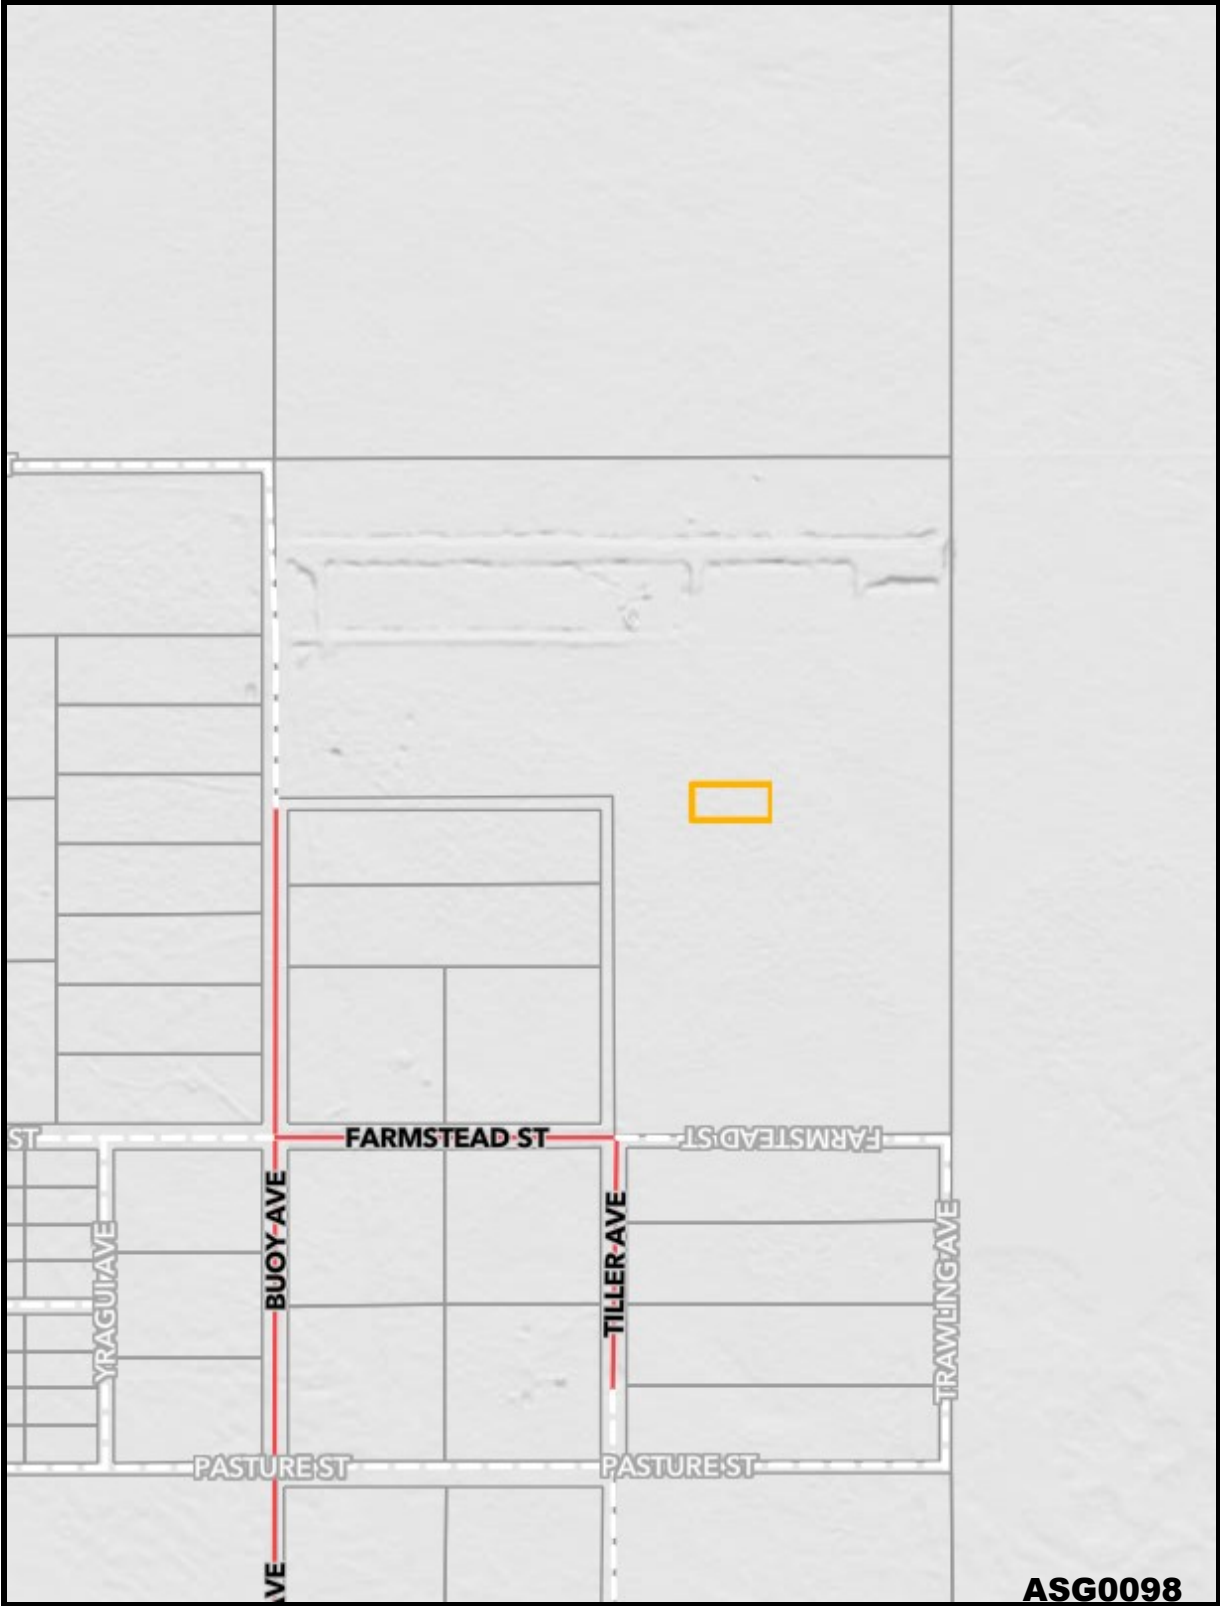 ST
FARMSTEAD ST
FARMSTEAD ST
YRAGUI AVE
BUOY AVE
TILLER AVE
TRAWLING AVE
PASTURE ST
PASTURE ST
AVE
ASG0098